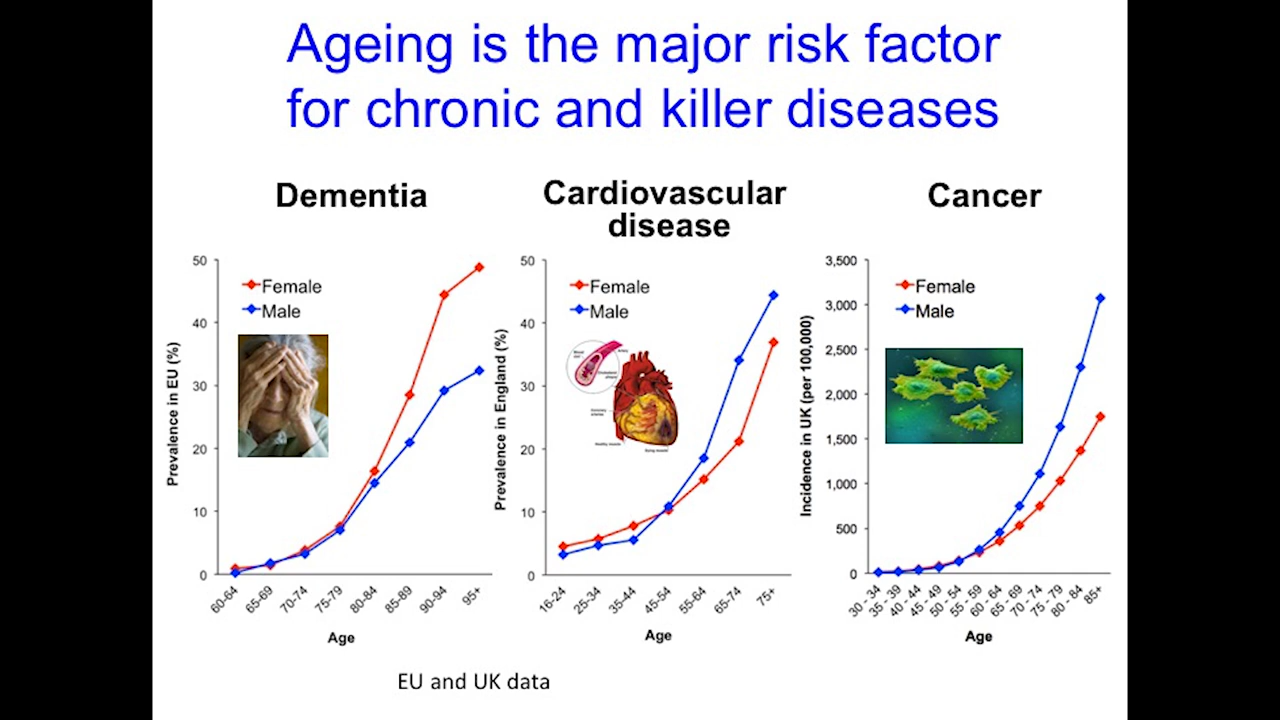 Ageing is the major risk factor
for chronic and killer diseases
Dementia
Prevalence in EU (%)
50
40
30
20
10
0
Female
Male
60-64
65-69
70-74
75-79
80-84
85-89
90-94
95+
Age
Cardiovascular
disease
Prevalence in England (%)
50
40
30
20
10
0
Female
Male
Artery
16-24
25-34
35-44
45-54
55-64
65-74
75+
Age
Cancer
Incidence in UK (per 100,000)
3,500
3,000
2,500
2,000
1,500
1,000
500
0
Female
Male
30 - 34
35 - 39
40 - 44
45 - 49
50 - 54
55 - 59
60 - 64
65 - 69
70 - 74
75 - 79
80 - 84
85+
Age
EU and UK data